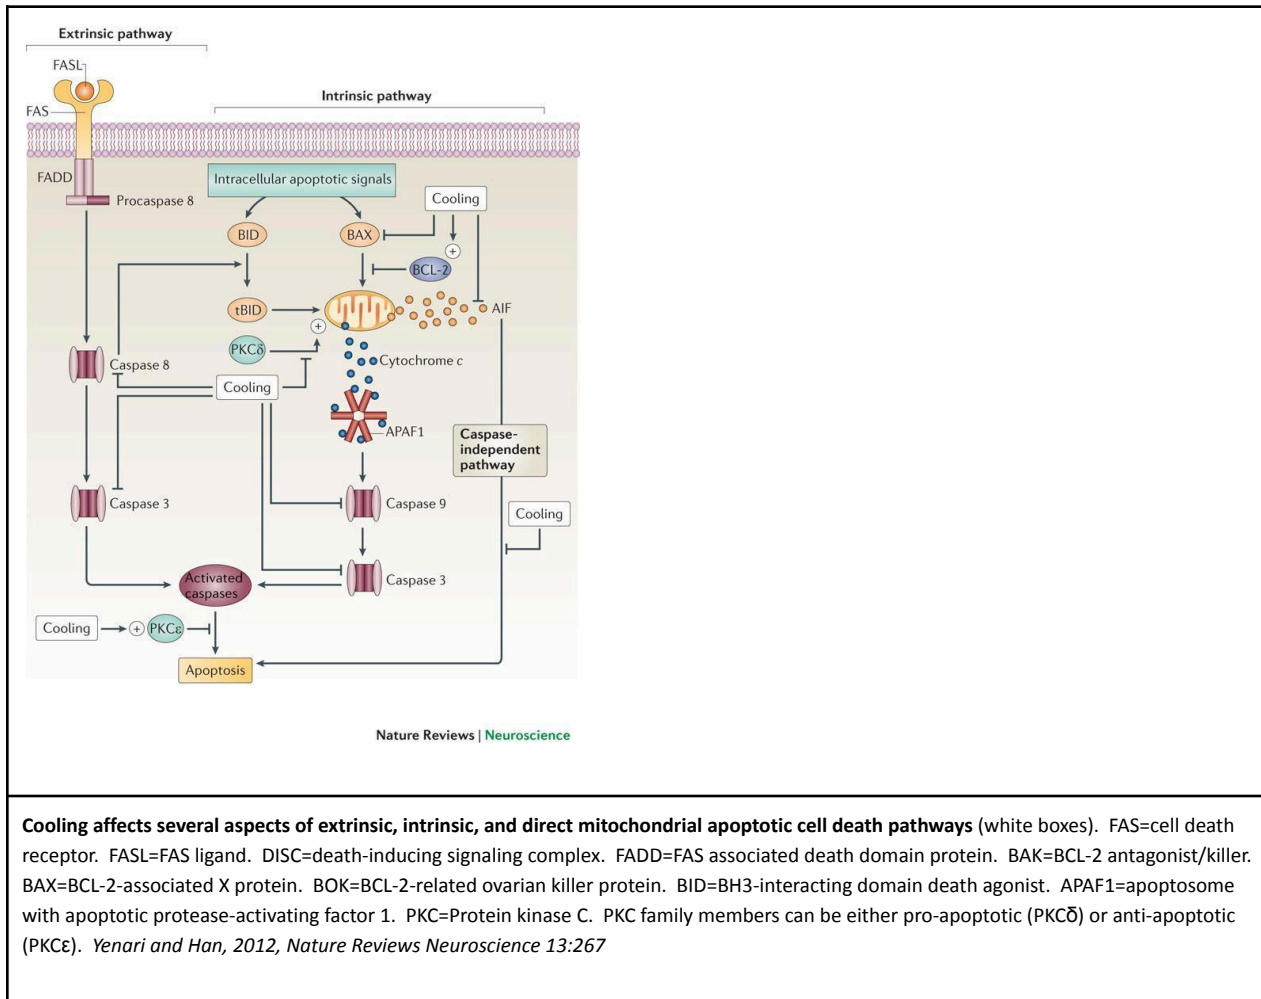 Extrinsic pathway
FASL
Intrinsic pathway
FAS
FADD
Intracellular apoptotic signals
Procaspase 8
Cooling
BID
BAX
+
BCL-2
tBID
AIF
+
PKCδ
Cytochrome c
Caspase 8
Cooling
APAF1
Caspase-
independent
pathway
Caspase 3
Caspase 9
Cooling
Activated
caspases
Caspase 3
Cooling
+
PKCε
Apoptosis
Nature Reviews | Neuroscience
Cooling affects several aspects of extrinsic, intrinsic, and direct mitochondrial apoptotic cell death pathways (white boxes). FAS=cell death
receptor. FASL=FAS ligand. DISC=death-inducing signaling complex. FADD=FAS associated death domain protein. BAK=BCL-2 antagonist/killer.
BAX=BCL-2-associated X protein. BOK=BCL-2-related ovarian killer protein. BID=BH3-interacting domain death agonist. APAF1=apoptosome
with apoptotic protease-activating factor 1. PKC=Protein kinase C. PKC family members can be either pro-apoptotic (PKCδ) or anti-apoptotic
(PKCε). Yenari and Han, 2012, Nature Reviews Neuroscience 13:267